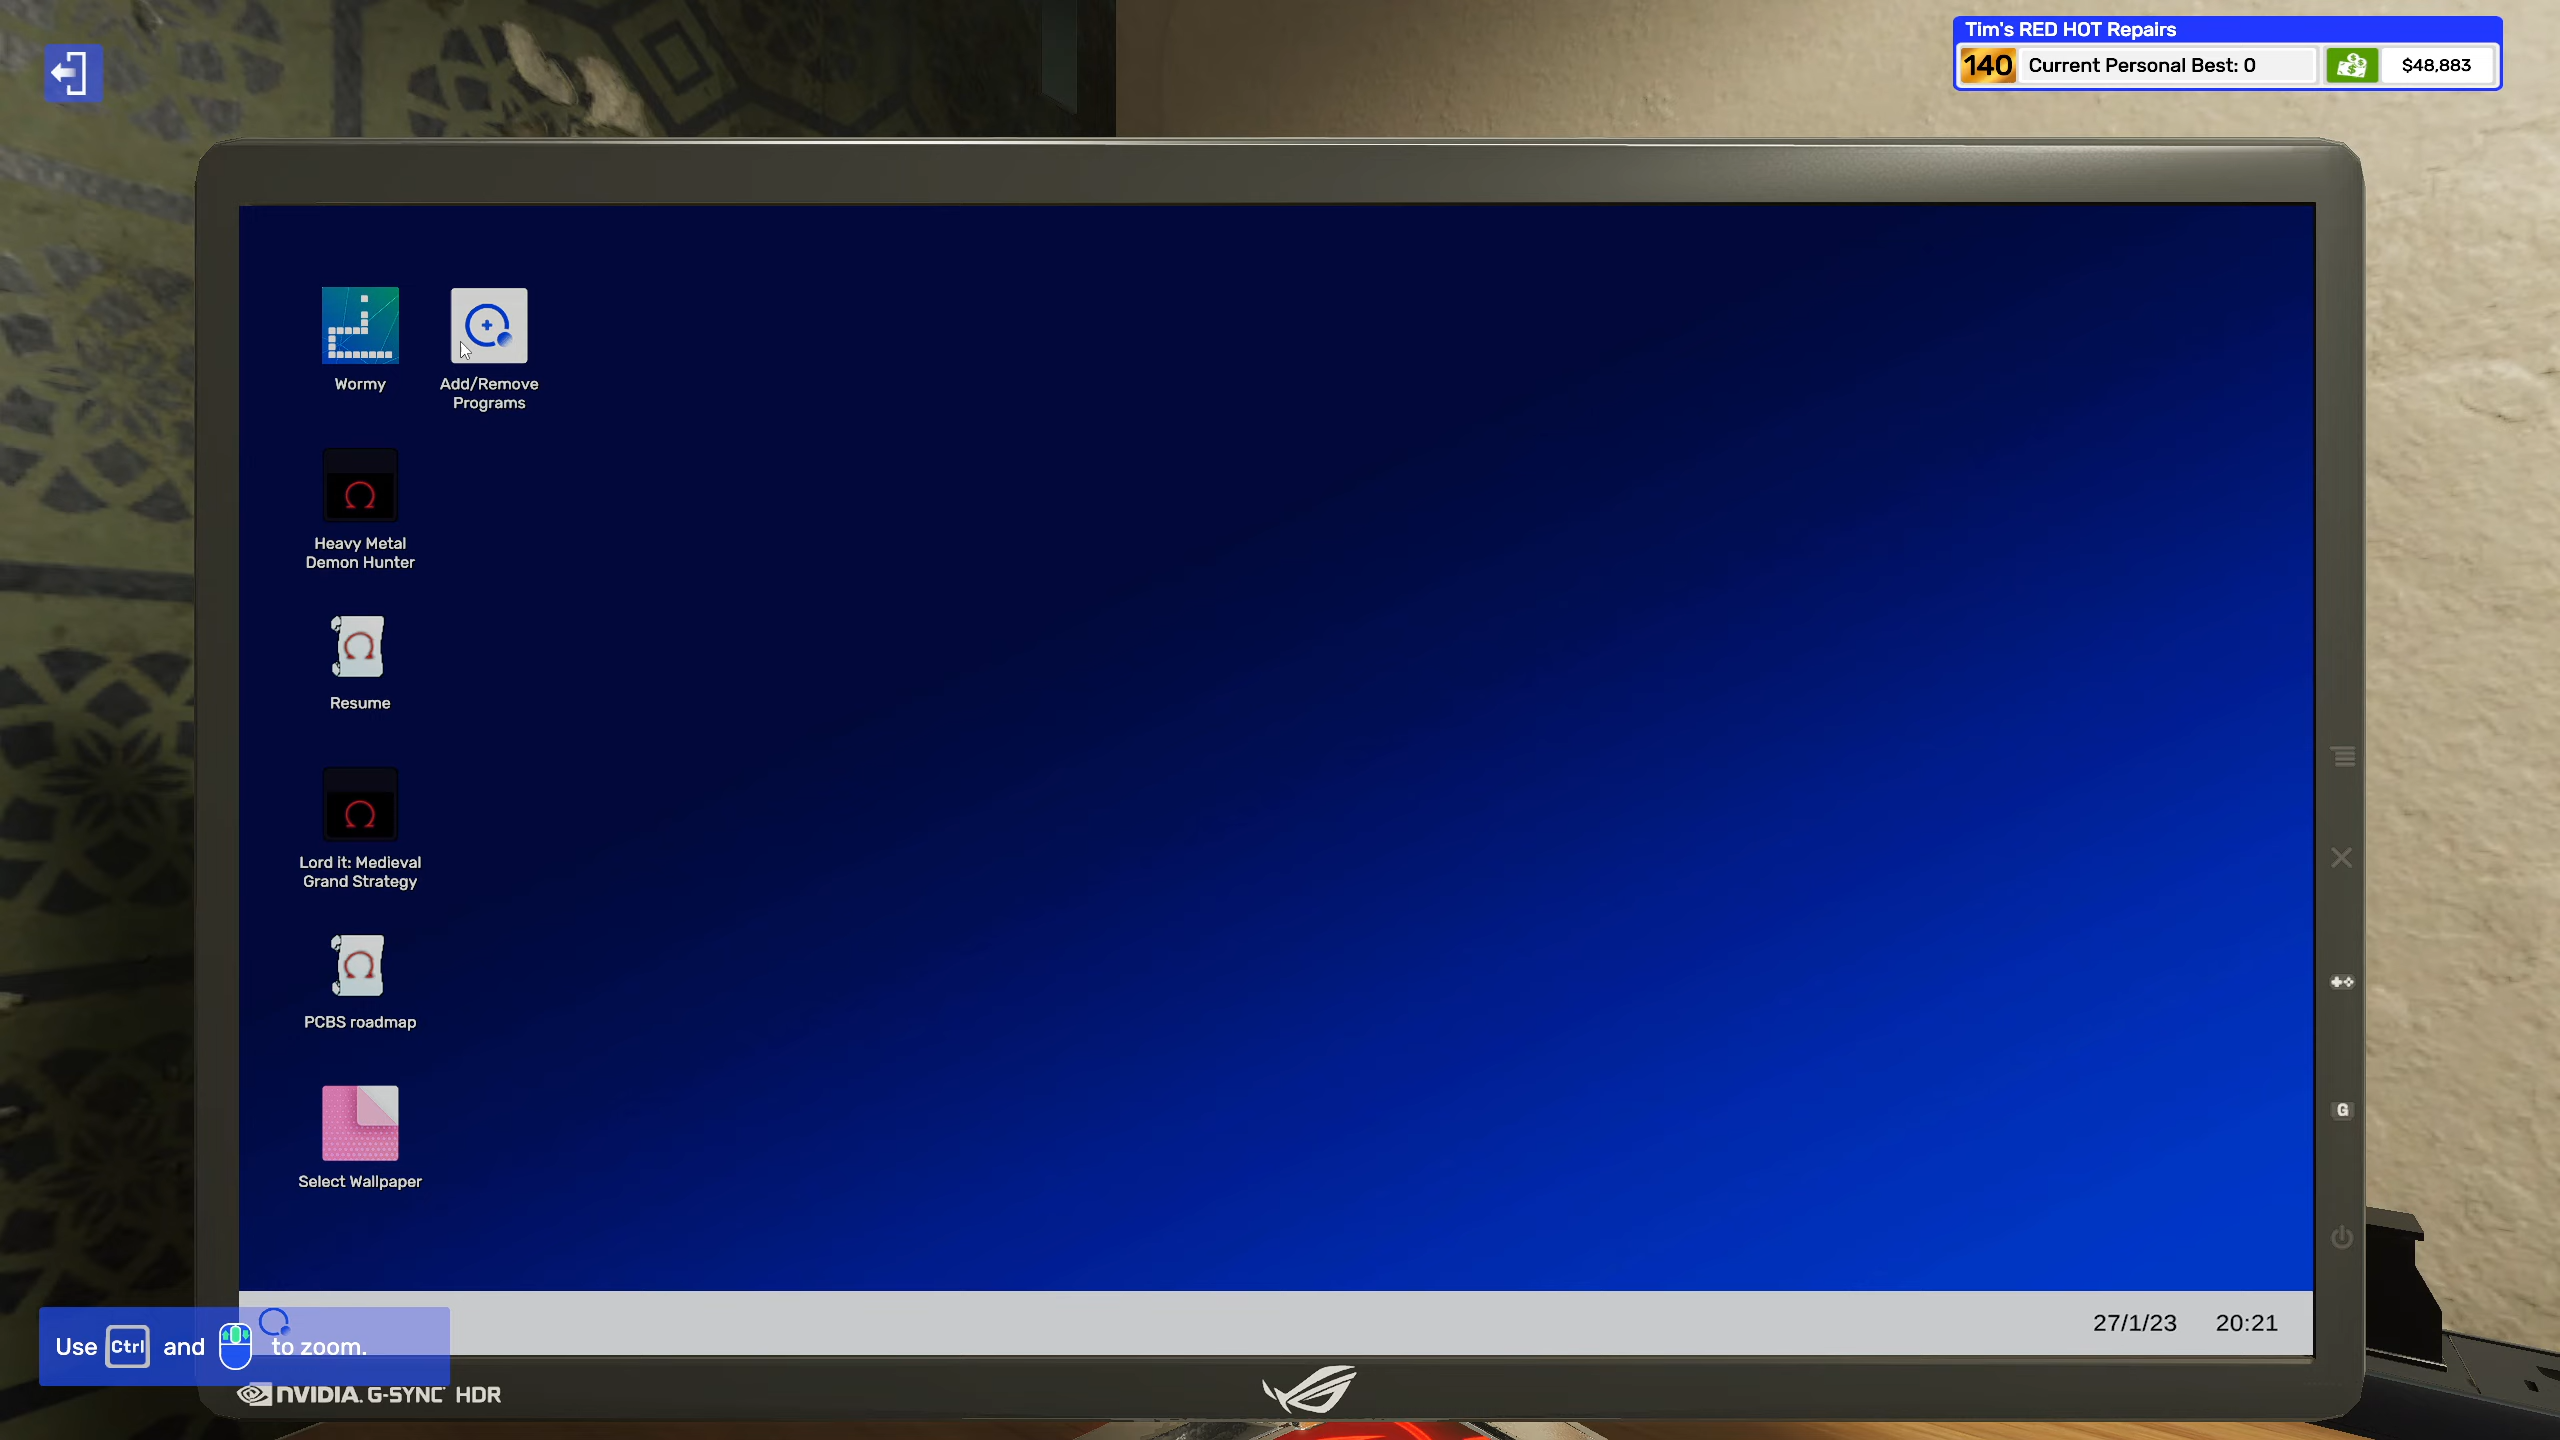 Tim's RED HOT Repairs
140 Current Personal Best: 0 $48,883
Wormy
Add/Remove
Programs
Heavy Metal
Demon Hunter
Resume
Lord it: Medieval
Grand Strategy
PCBS roadmap
Select Wallpaper
G
27/1/23 20:21
Use Ctrl and to zoom.
NVIDIA. G-SYNC HDR